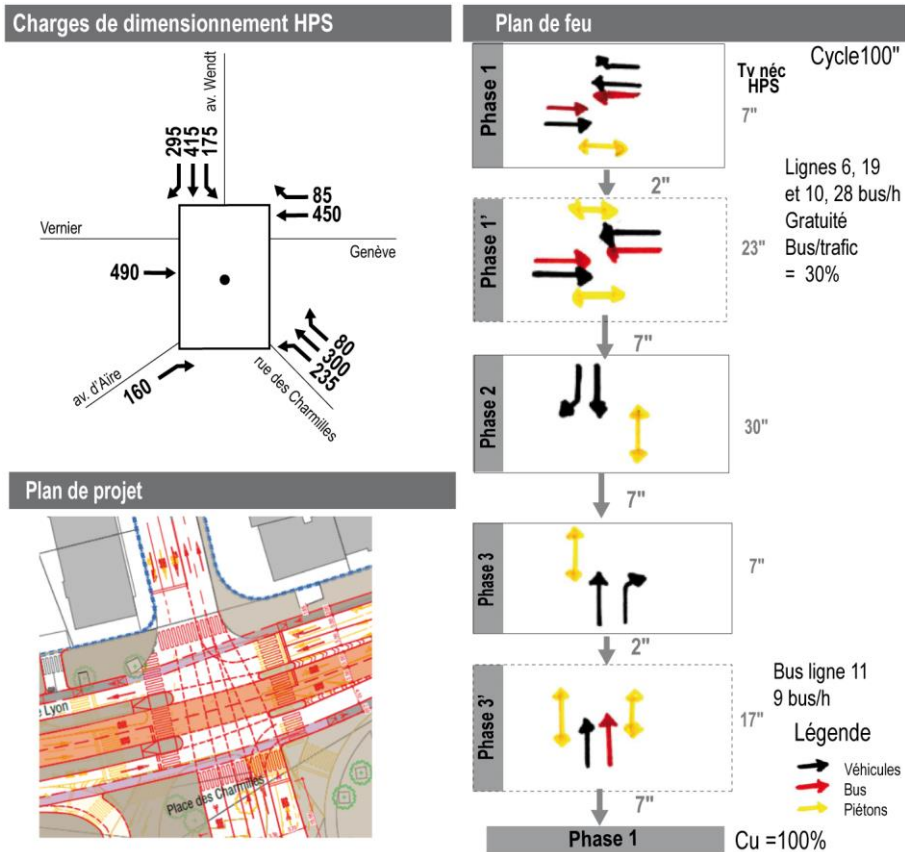 Charges de dimensionnement HPS
av. Wendt
295
415
175
85
450
Vernier
Genève
490
80
300
235
av. d'Aïre
160
rue des Charmilles
Plan de projet
Lyon
Place des Charmilles
Plan de feu
Cycle100"
Tv néc
HPS
Phase 1
7"
2"
Lignes 6, 19
et 10, 28 bus/h
Gratuité
Bus/trafic
= 30%
Phase 1'
23"
7"
Phase 2
30"
7"
Phase 3
7"
2"
Phase 3'
17"
Bus ligne 11
9 bus/h
Légende
Véhicules
Bus
Piétons
7"
Phase 1
Cu =100%